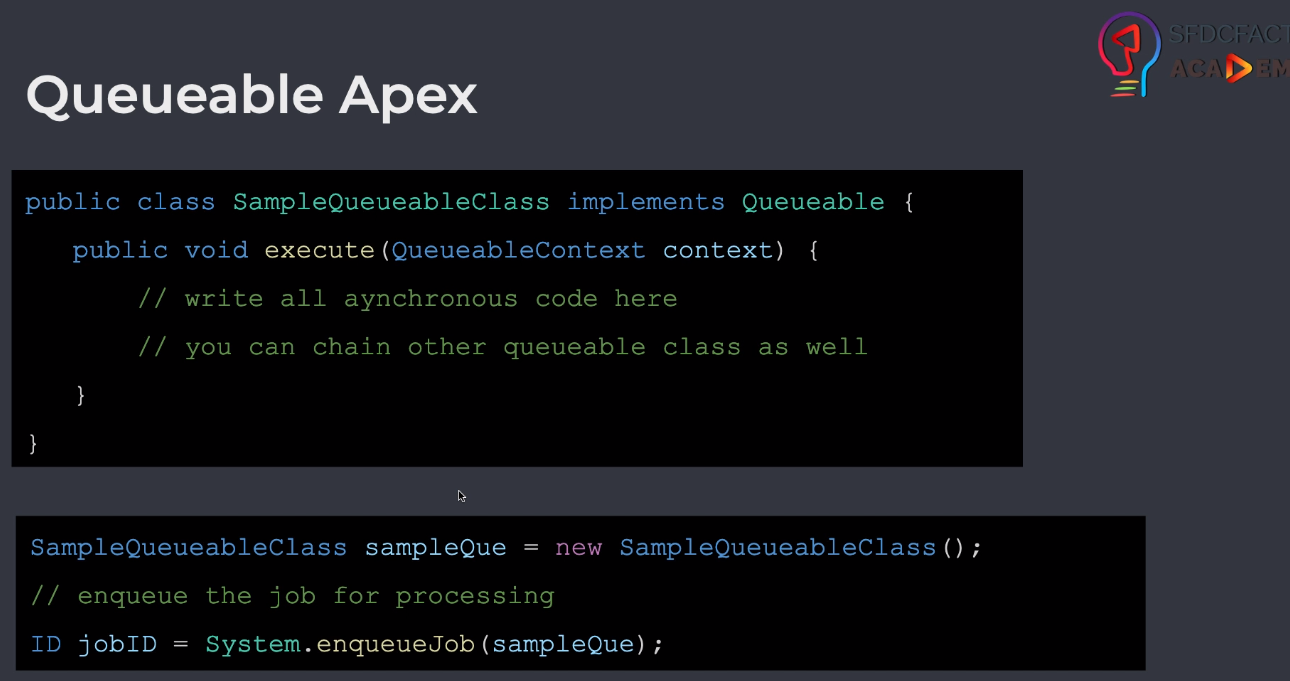 SFDCFACT
ACADEM
Queueable Apex
public class SampleQueueableClass implements Queueable {
public void execute(QueueableContext context) {
// write all aynchronous code here
// you can chain other queueable class as well
}
}
SampleQueueableClass sampleQue = new SampleQueueableClass();
// enqueue the job for processing
ID jobID = System.enqueueJob(sampleQue);